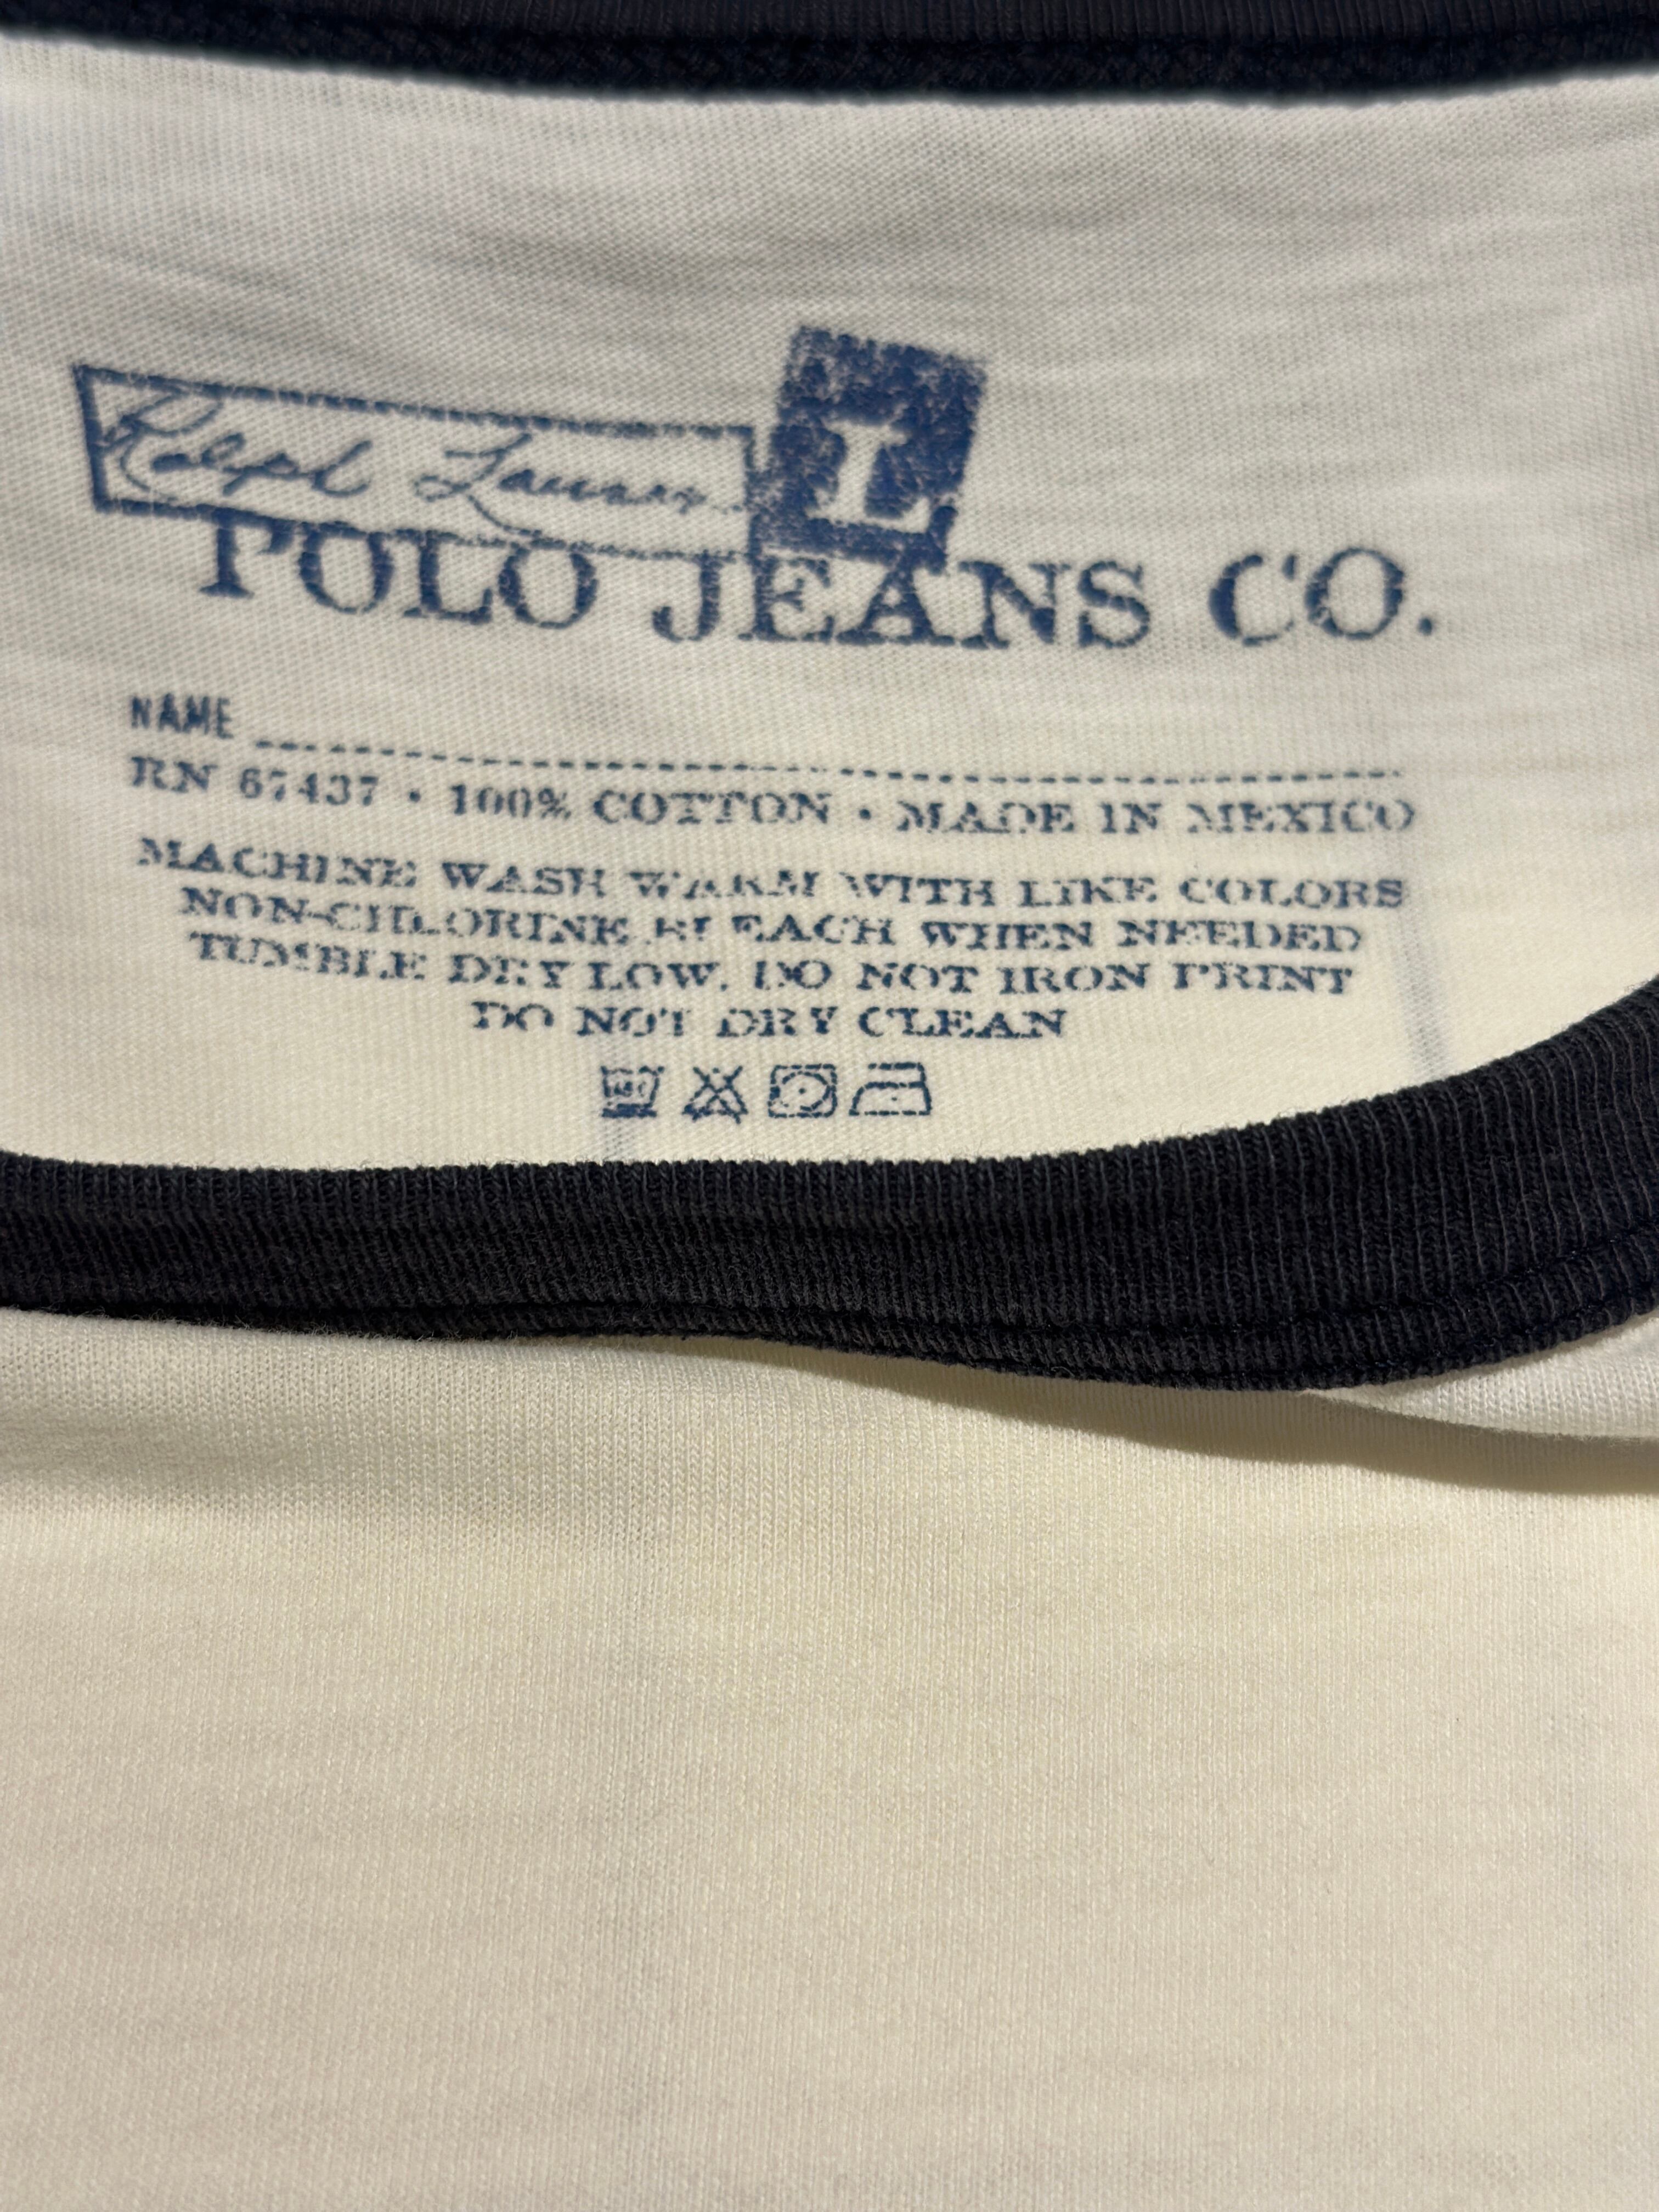 Ralph Lauren
L
POLO JEANS CO.
NAME
RN 67437 • 100% COTTON • MADE IN MEXICO
MACHINE WASH WARM WITH LIKE COLORS
NON-CHLORINE BLEACH WHEN NEEDED
TUMBLE DRY LOW. DO NOT IRON PRINT
DO NOT DRY CLEAN